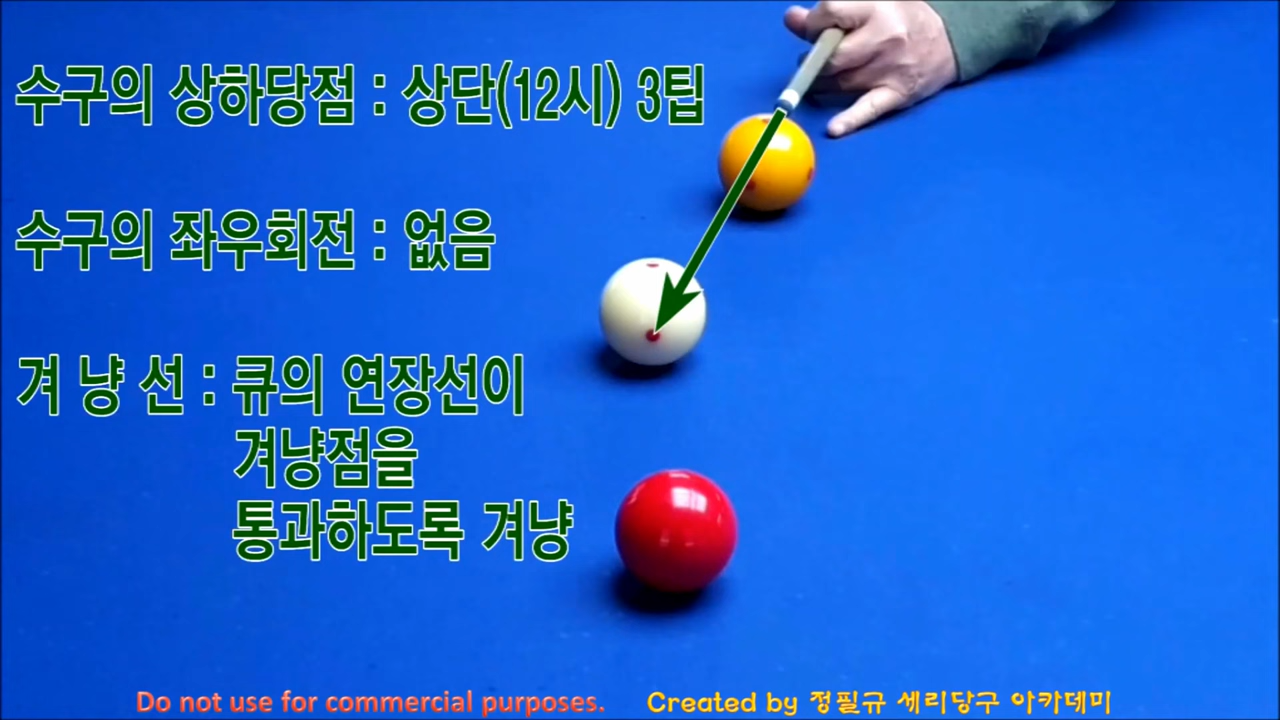 수구의 상하당점 : 상단(12시) 3팁
수구의 좌우회전 : 없음
겨 냥 선 : 큐의 연장선이
겨냥점을
통과하도록 겨냥
Do not use for commercial purposes. Created by 정필규 세리당구 아카데미